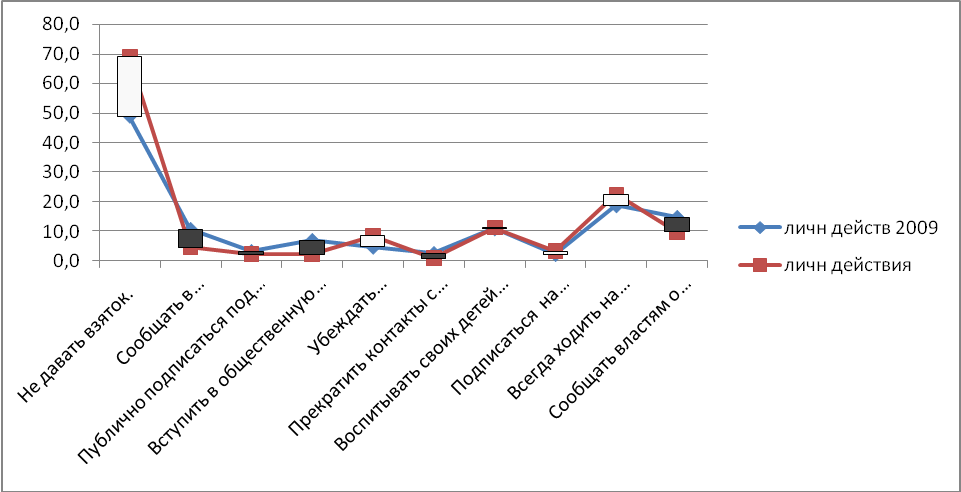 80,0
70,0
60,0
50,0
40,0
30,0
20,0
10,0
0,0
Не давать взяток.
Сообщать в...
Публично подписаться под...
Вступить в общественную...
Убеждать...
Прекратить контакты с...
Воспитывать своих детей...
Подписаться на...
Всегда ходить на...
Сообщать властям о...
личн действ 2009
личн действия